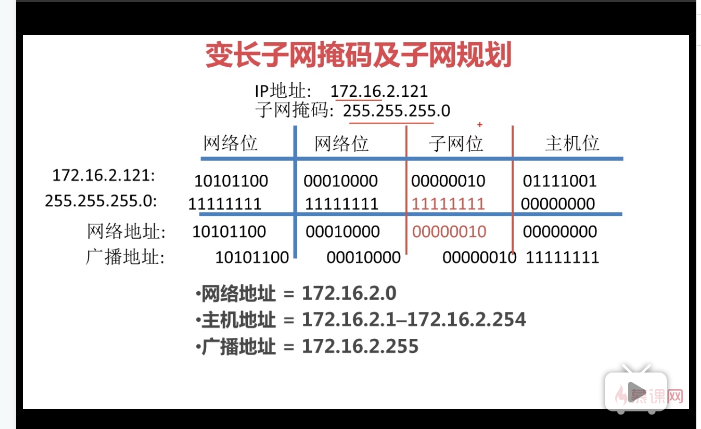 变长子网掩码及子网规划
IP地址: 172.16.2.121
子网掩码: 255.255.255.0
网络位 网络位 子网位 主机位
172.16.2.121: 10101100 00010000 00000010 01111001
255.255.255.0: 11111111 11111111 11111111 00000000
网络地址: 10101100 00010000 00000010 00000000
广播地址: 10101100 00010000 00000010 11111111
•网络地址 = 172.16.2.0
•主机地址 = 172.16.2.1–172.16.2.254
•广播地址 = 172.16.2.255
慕课网